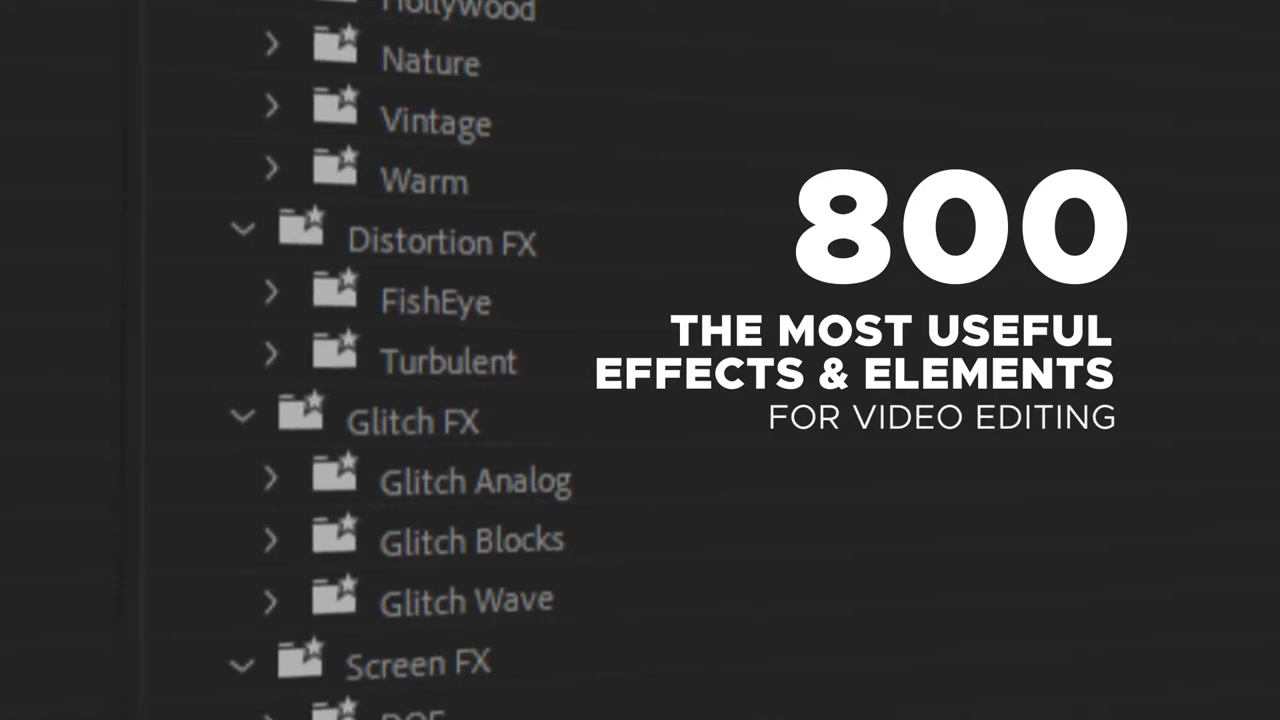 Hollywood
Nature
Vintage
Warm
Distortion FX
FishEye
Turbulent
Glitch FX
Glitch Analog
Glitch Blocks
Glitch Wave
Screen FX
800
THE MOST USEFUL
EFFECTS & ELEMENTS
FOR VIDEO EDITING